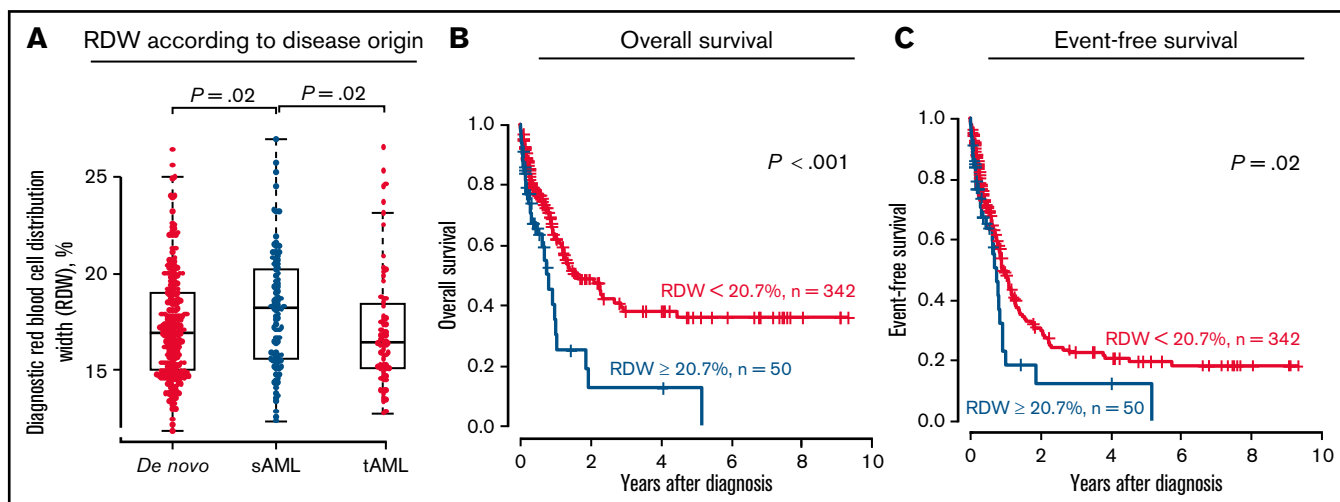 A
RDW according to disease origin
P = .02
P = .02
Diagnostic red blood cell distribution
width (RDW), %
25
20
15
De novo
sAML
tAML
B
Overall survival
P < .001
Overall survival
1.0
0.8
0.6
0.4
0.2
0.0
RDW < 20.7%, n = 342
RDW ≥ 20.7%, n = 50
0
2
4
6
8
10
Years after diagnosis
C
Event-free survival
P = .02
Event-free survival
1.0
0.8
0.6
0.4
0.2
0.0
RDW < 20.7%, n = 342
RDW ≥ 20.7%, n = 50
0
2
4
6
8
10
Years after diagnosis